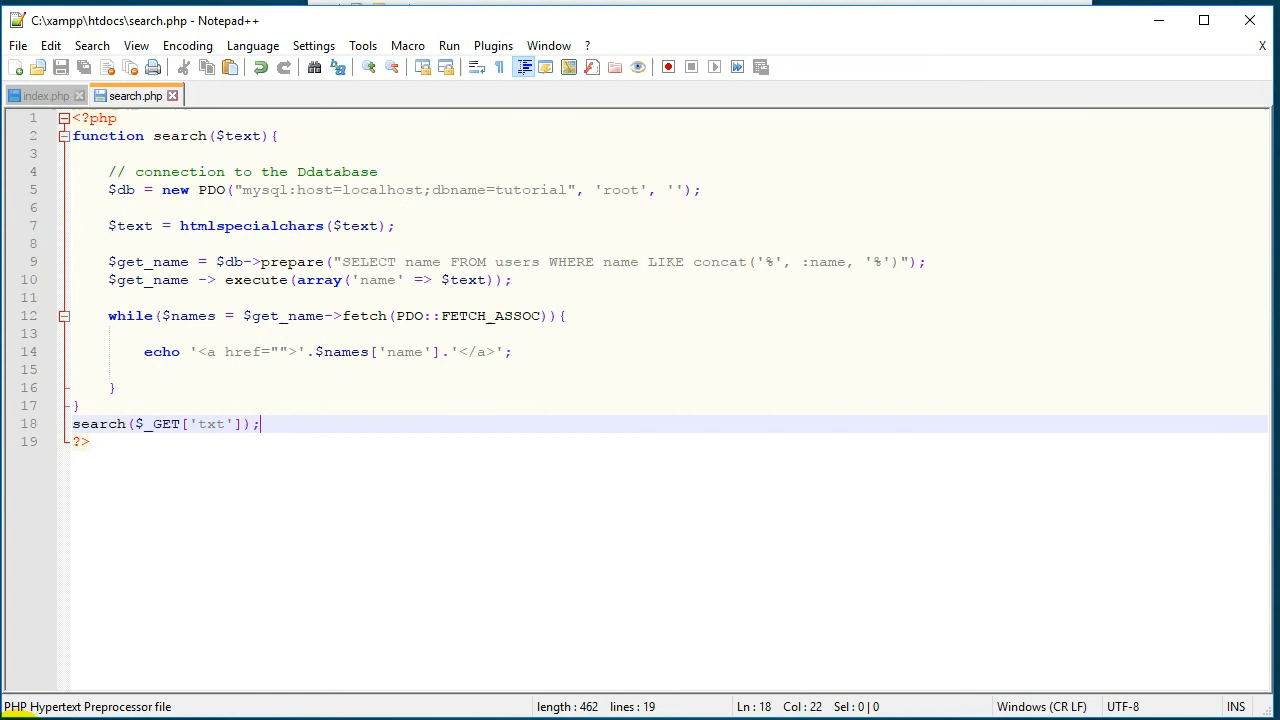 C:\xampp\htdocs\search.php - Notepad++
File Edit Search View Encoding Language Settings Tools Macro Run Plugins Window ? X
index.php search.php
1 <?php
2 function search($text){
3
4 // connection to the Ddatabase
5 $db = new PDO("mysql:host=localhost;dbname=tutorial", 'root', '');
6
7 $text = htmlspecialchars($text);
8
9 $get_name = $db->prepare("SELECT name FROM users WHERE name LIKE concat('%', :name, '%')");
10 $get_name -> execute(array('name' => $text));
11
12 while($names = $get_name->fetch(PDO::FETCH_ASSOC)){
13
14 echo '<a href="">'.$names['name'].'</a>';
15
16 }
17 }
18 search($_GET['txt']);
19 ?>
PHP Hypertext Preprocessor file length : 462 lines : 19 Ln : 18 Col : 22 Sel : 0 | 0 Windows (CR LF) UTF-8 INS